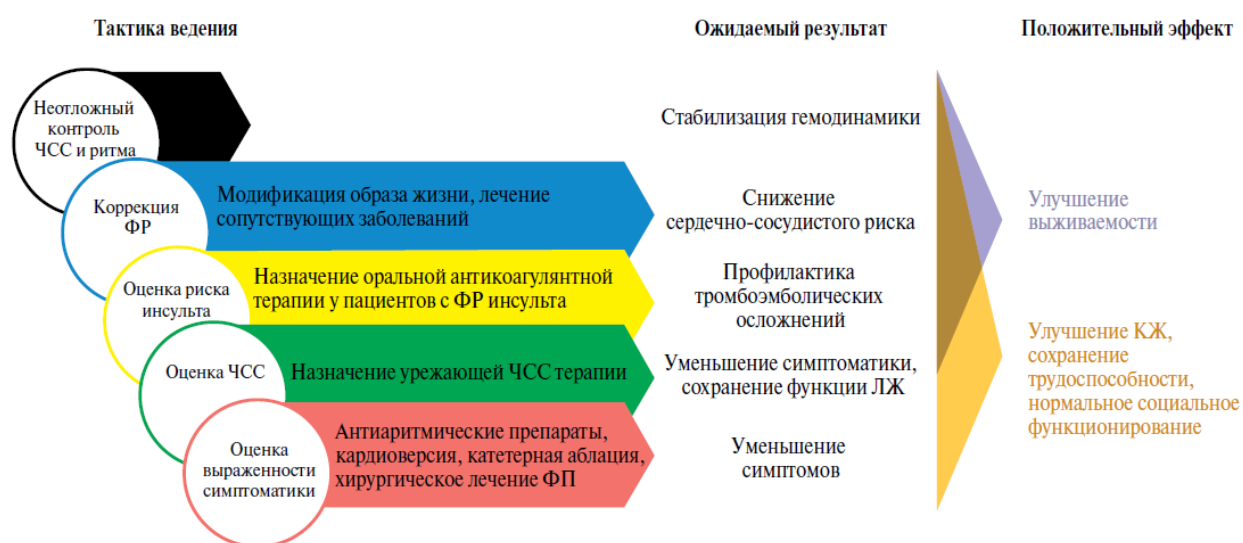 Тактика ведения
Ожидаемый результат
Положительный эффект
Неотложный
контроль
ЧСС и ритма
Стабилизация гемодинамики
Коррекция
ФР
Модификация образа жизни, лечение
сопутствующих заболеваний
Снижение
сердечно-сосудистого риска
Улучшение
выживаемости
Оценка риска
инсульта
Назначение оральной антикоагулянтной
терапии у пациентов с ФР инсульта
Профилактика
тромбоэмболических
осложнений
Оценка ЧСС
Назначение урежающей ЧСС терапии
Уменьшение симптоматики,
сохранение функции ЛЖ
Улучшение КЖ,
сохранение
трудоспособности,
нормальное социальное
функционирование
Оценка
выраженности
симптоматики
Антиаритмические препараты,
кардиоверсия, катетерная аблация,
хирургическое лечение ФП
Уменьшение
симптомов